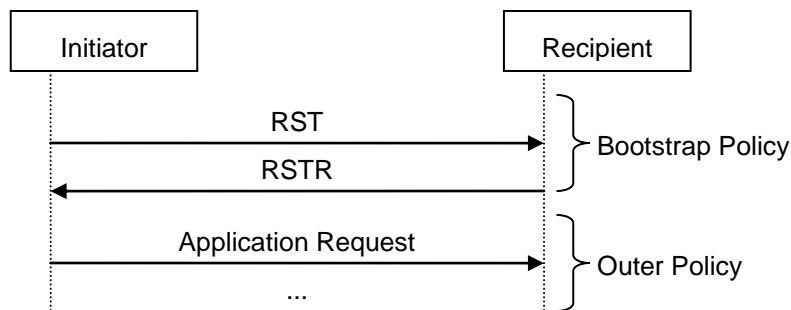 Initiator
Recipient
RST
Bootstrap Policy
RSTR
Application Request
Outer Policy
...